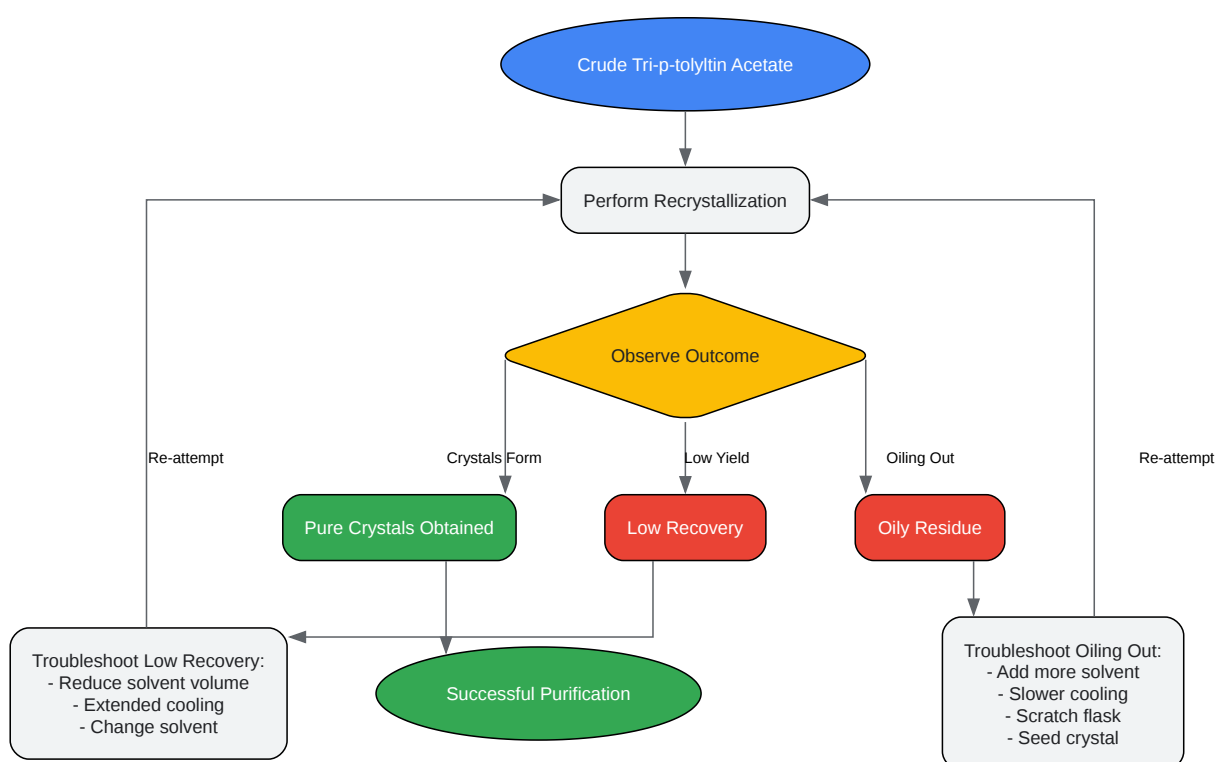 Crude Tri-p-tolyltin Acetate
Perform Recrystallization
Observe Outcome
Re-attempt
Crystals Form
Low Yield
Oiling Out
Re-attempt
Pure Crystals Obtained
Low Recovery
Oily Residue
Troubleshoot Low Recovery:
- Reduce solvent volume
- Extended cooling
- Change solvent
Successful Purification
Troubleshoot Oiling Out:
- Add more solvent
- Slower cooling
- Scratch flask
- Seed crystal